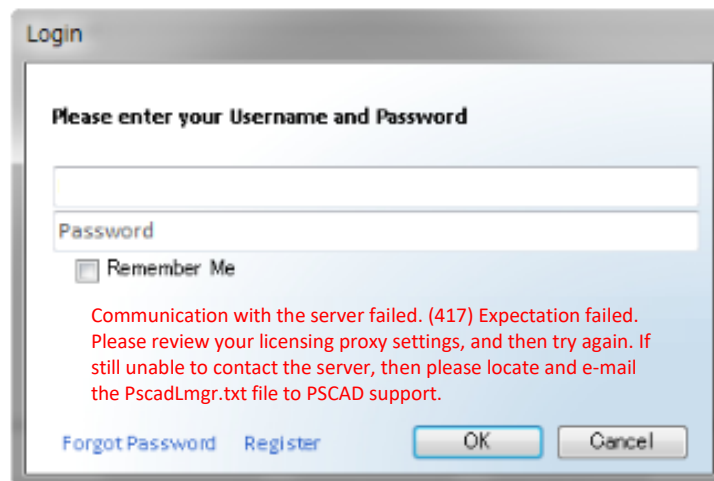 Login
Please enter your Username and Password
Password
Remember Me
Communication with the server failed. (417) Expectation failed.
Please review your licensing proxy settings, and then try again. If
still unable to contact the server, then please locate and e-mail
the PscadLmgr.txt file to PSCAD support.
Forgot Password Register OK Cancel